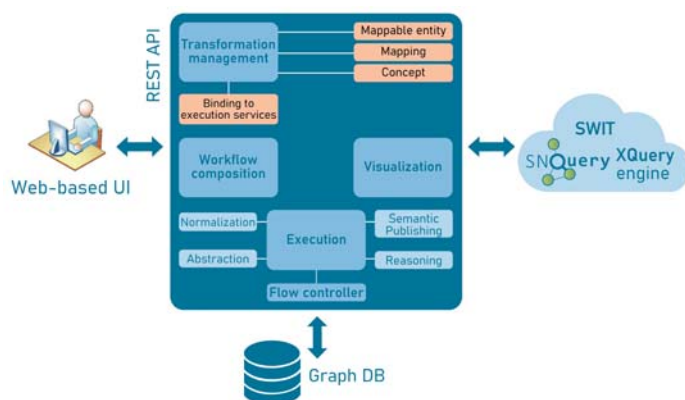 REST API
Transformation
management
Mappable entity
Mapping
Concept
Binding to
execution services
Workflow
composition
Visualization
Web-based UI
SWIT
SNQuery XQuery
engine
Normalization
Execution
Semantic
Publishing
Abstraction
Reasoning
Flow controller
Graph DB